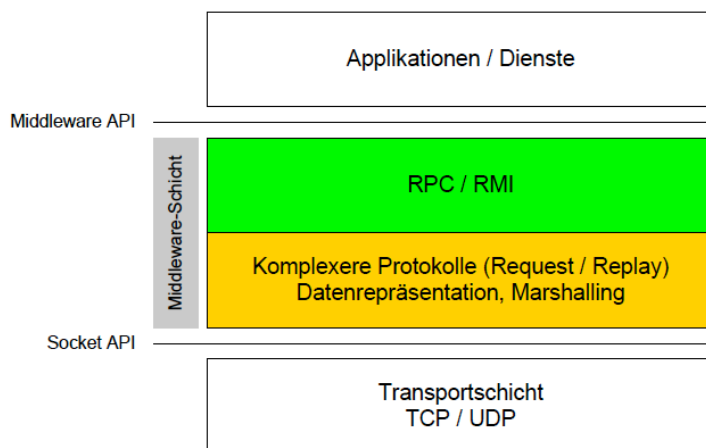 Applikationen / Dienste
Middleware API
Middleware-Schicht
RPC / RMI
Komplexere Protokolle (Request / Replay)
Datenrepräsentation, Marshalling
Socket API
Transportschicht
TCP / UDP